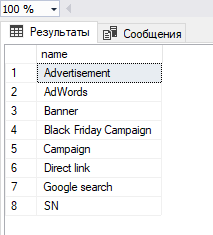 100 %
Результаты Сообщения
name
1 Advertisement
2 AdWords
3 Banner
4 Black Friday Campaign
5 Campaign
6 Direct link
7 Google search
8 SN